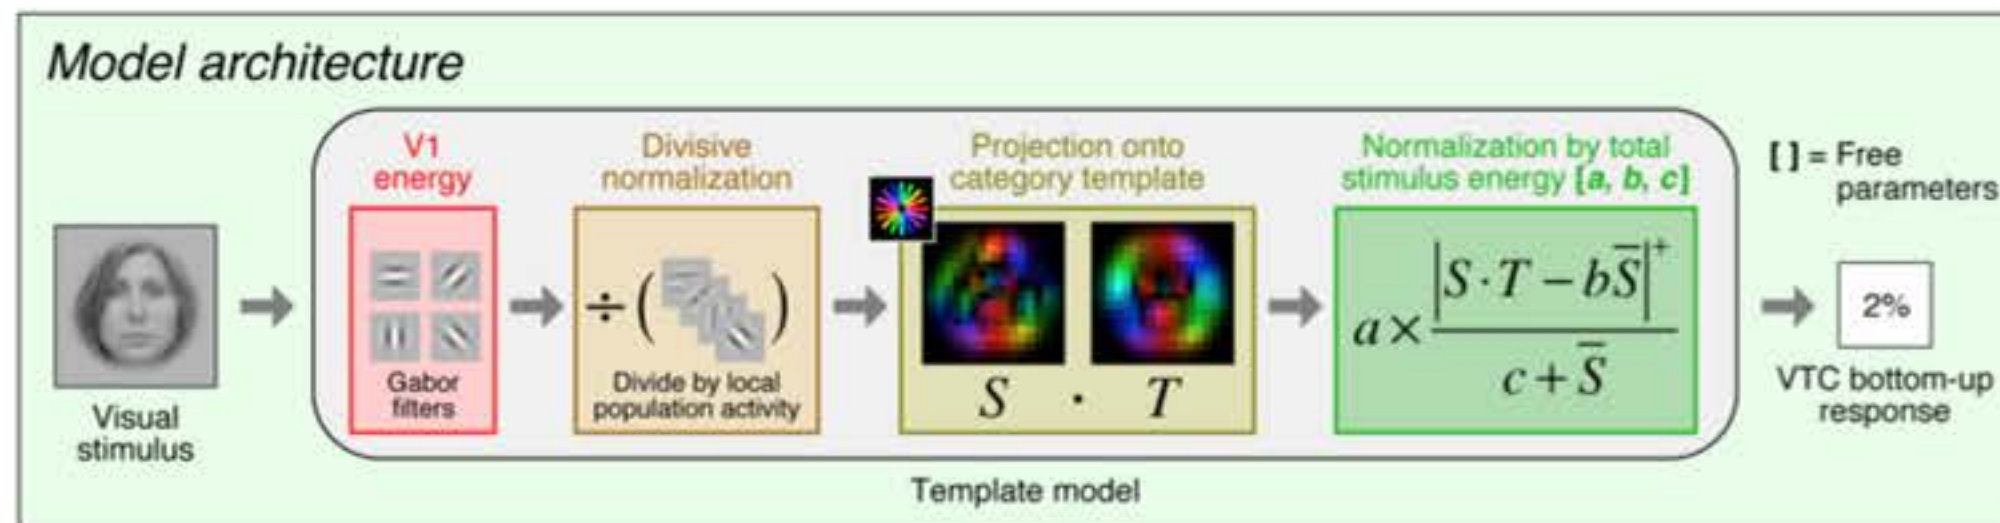 Model architecture
V1
energy
Divisive
normalization
Projection onto
category template
Normalization by total
stimulus energy [a, b, c]
[ ] = Free
parameters
÷ ( )
a × |S·T − bS̅|⁺ / c + S̅
2%
Gabor
filters
Divide by local
population activity
S · T
Visual
stimulus
VTC bottom-up
response
Template model